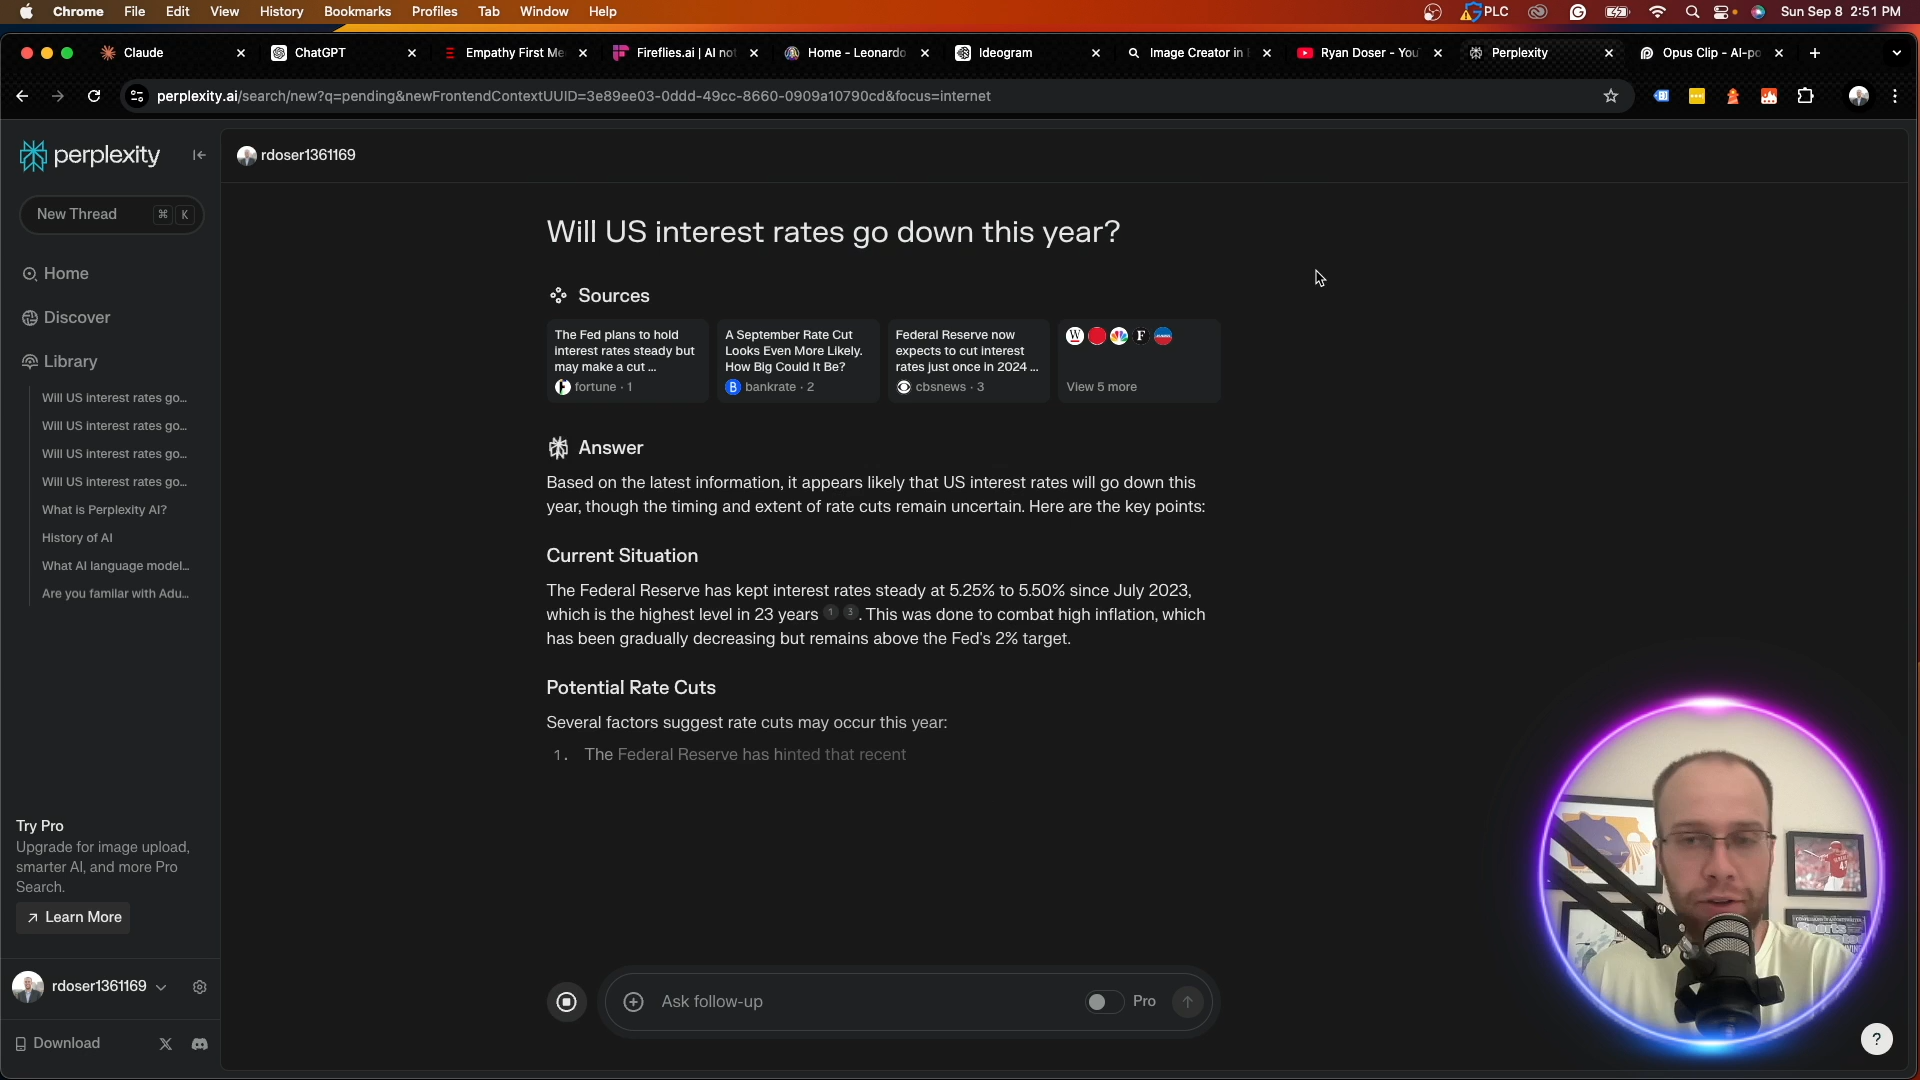 Chrome File Edit View History Bookmarks Profiles Tab Window Help PLC Sun Sep 8 2:51 PM
Claude ChatGPT Empathy First Me Fireflies.ai | AI not Home - Leonardo Ideogram Image Creator in Ryan Doser - You Perplexity Opus Clip - AI-po
perplexity.ai/search/new?q=pending&newFrontendContextUUID=3e89ee03-0ddd-49cc-8660-0909a10790cd&focus=internet
perplexity
rdoser1361169
New Thread ⌘ K
Home
Discover
Library
Will US interest rates go...
Will US interest rates go...
Will US interest rates go...
Will US interest rates go...
What is Perplexity AI?
History of AI
What AI language model...
Are you familar with Adu...
Try Pro
Upgrade for image upload,
smarter AI, and more Pro
Search.
Learn More
rdoser1361169
Download
Will US interest rates go down this year?
Sources
The Fed plans to hold
interest rates steady but
may make a cut ...
fortune · 1
A September Rate Cut
Looks Even More Likely.
How Big Could It Be?
bankrate · 2
Federal Reserve now
expects to cut interest
rates just once in 2024 ...
cbsnews · 3
W F
View 5 more
Answer
Based on the latest information, it appears likely that US interest rates will go down this
year, though the timing and extent of rate cuts remain uncertain. Here are the key points:
Current Situation
The Federal Reserve has kept interest rates steady at 5.25% to 5.50% since July 2023,
which is the highest level in 23 years 1 3. This was done to combat high inflation, which
has been gradually decreasing but remains above the Fed's 2% target.
Potential Rate Cuts
Several factors suggest rate cuts may occur this year:
1. The Federal Reserve has hinted that recent
Ask follow-up Pro
?